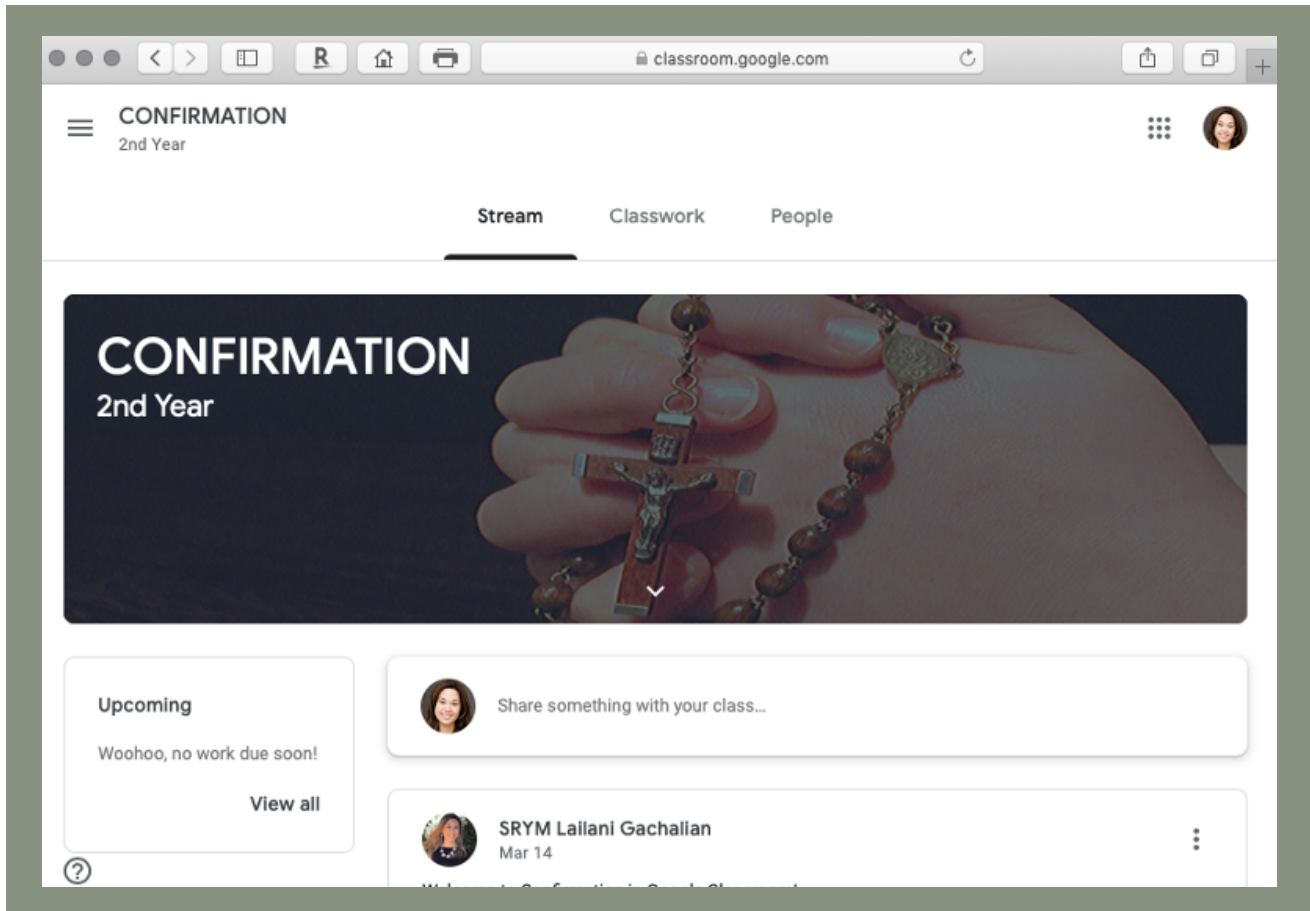 classroom.google.com
CONFIRMATION
2nd Year
Stream Classwork People
CONFIRMATION
2nd Year
Upcoming
Woohoo, no work due soon!
View all
Share something with your class...
SRYM Lailani Gachalian
Mar 14